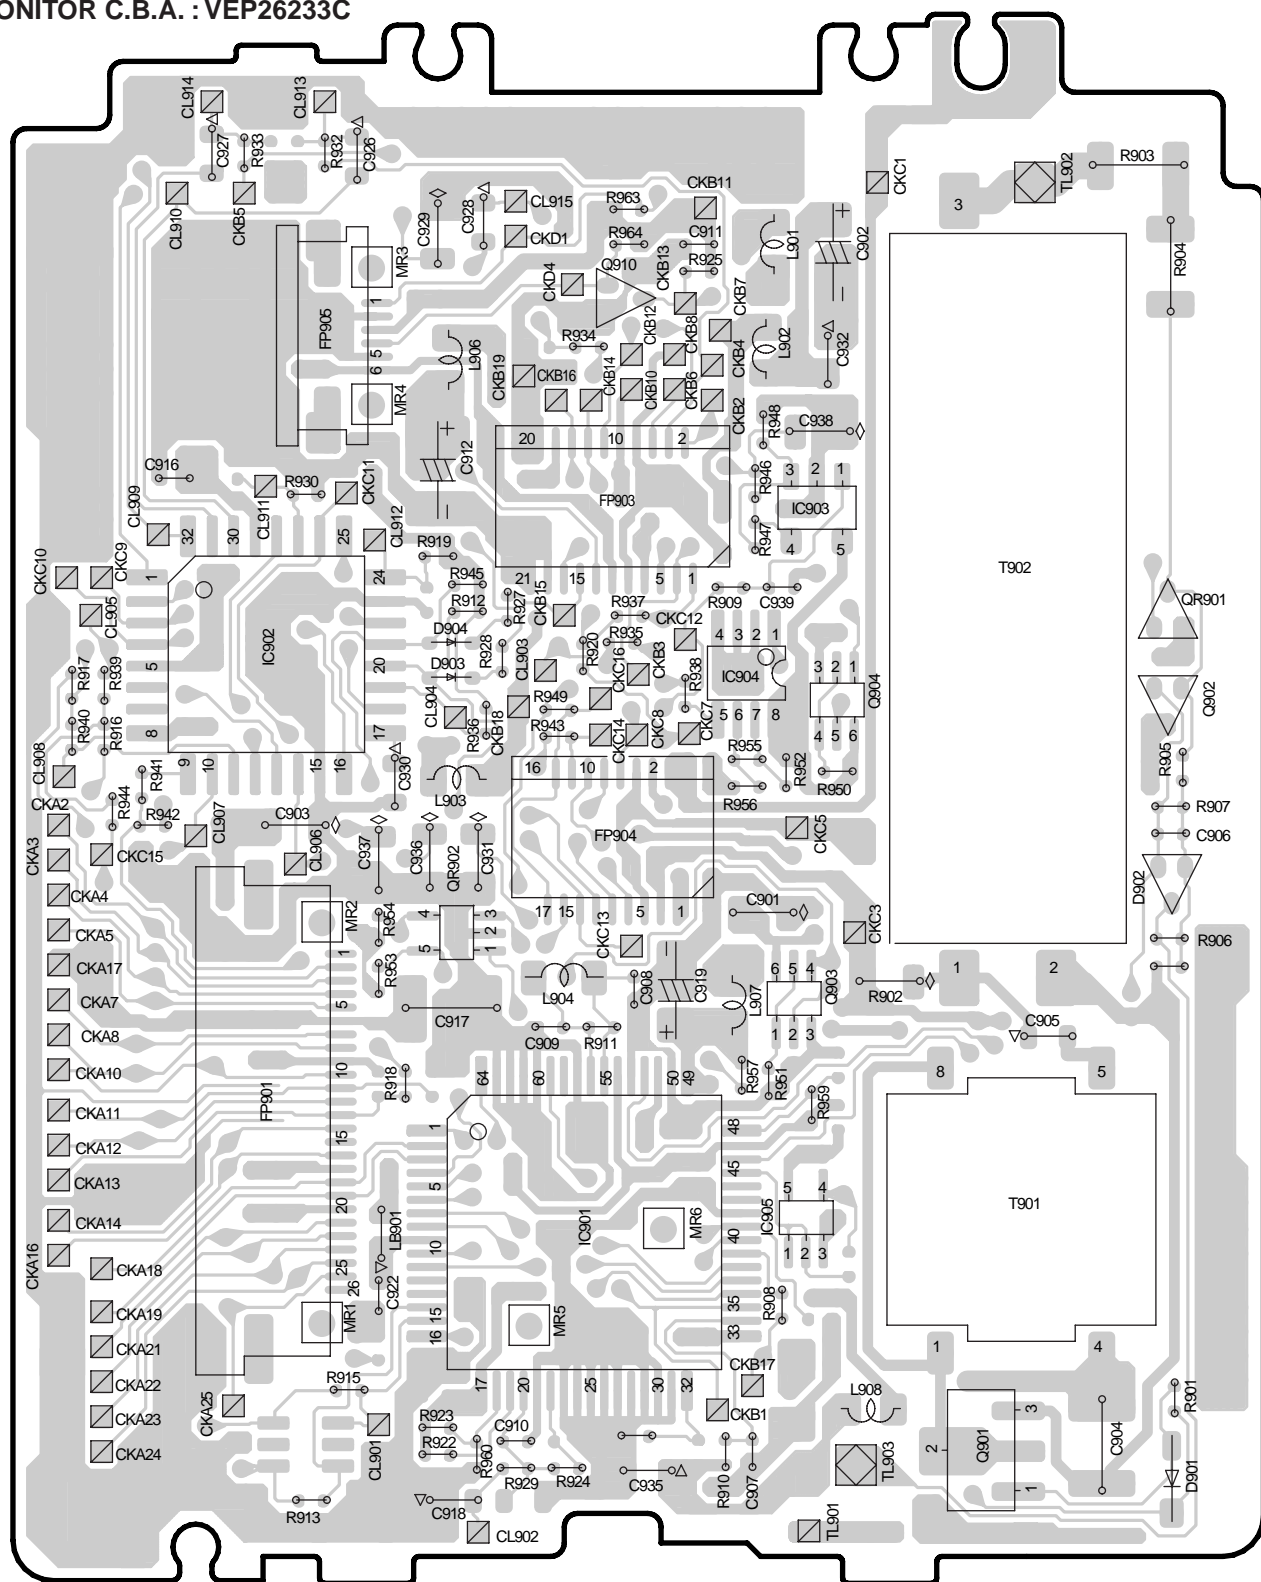 ONITOR C.B.A. : VEP26233C
CL914
CL913
C927
R933
R932
C926
CL910
CKB5
C929
C928
CL915
CKD1
R963
CKB11
R964
C911
CKC1
3
TL902
R903
R904
MR3
FP905
1
5
6
MR4
CKD4
Q910
CKB13
R925
CKB7
L901
C902
L906
CKB19
R934
CKB12
CKB8
CKB16
CKB14
CKB10
CKB6
CKB4
CKB2
L902
C932
C916
CL909
CL911
R930
CKC11
CL912
C912
20
10
2
FP903
R948
C938
R946
R947
3
2
1
IC903
4
5
T902
CKC10
CKC9
CL905
32
30
25
1
24
R919
R945
R912
R927
21
15
5
1
CKB15
R937
R935
CKC12
R909
C939
QR901
IC902
5
20
D904
D903
R928
CL903
R920
CKC16
CKB3
R938
4
3
2
1
IC904
5
6
7
8
3
2
1
Q904
4
5
6
Q902
R917
R939
R940
R916
8
17
CL904
R936
CKB18
R949
R943
CKC14
CKC8
CKC7
CL908
9
10
15
16
R941
C930
L903
16
10
2
R955
R956
R952
R950
R905
CKA2
R944
R942
CL907
C903
CL906
C937
C936
QR902
C931
FP904
CKC5
R907
C906
CKA3
CKC15
CKA4
MR2
R954
4
3
2
5
1
17
15
CKC13
5
1
C901
CKC3
D902
CKA5
CKA17
1
R953
C908
C919
L907
6
5
4
Q903
1
2
3
R902
1
2
R906
CKA7
5
C917
L904
C909
R911
C905
CKA8
CKA10
10
R918
64
60
55
50
49
R957
R951
R959
8
5
CKA11
FP901
CKA12
15
1
48
CKA13
5
45
20
IC901
MR6
5
4
IC905
1
2
3
T901
CKA14
CKA16
LB901
10
40
CKA18
25
26
C922
CKA19
MR1
15
16
MR5
35
33
R908
1
4
CKA21
CKA22
CKA23
CKA24
CKA25
R915
17
20
25
30
32
CKB17
CKB1
L908
3
2
Q901
1
C904
R901
CL901
R923
R922
R960
C910
R929
R924
C935
R910
C907
TL903
D901
R913
C918
CL902
TL901